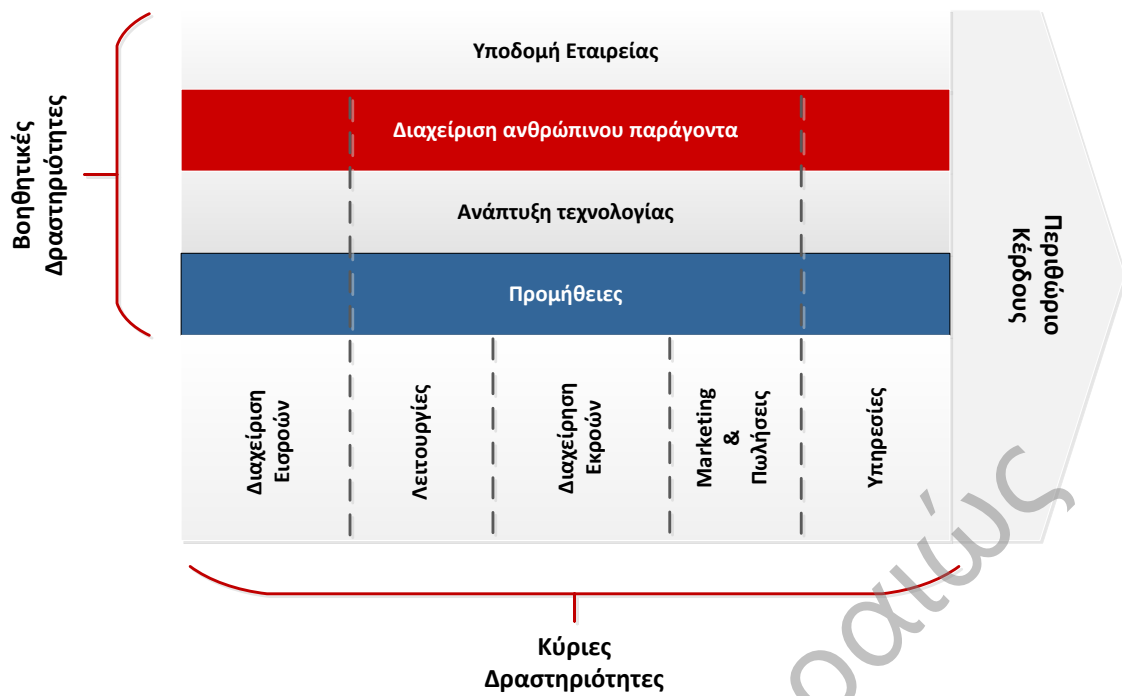 Υποδομή Εταιρείας
Διαχείριση ανθρώπινου παράγοντα
Ανάπτυξη τεχνολογίας
Προμήθειες
Βοηθητικές
Δραστηριότητες
Διαχείριση
Εισροών
Λειτουργίες
Διαχείρηση
Εκροών
Marketing
&
Πωλήσεις
Υπηρεσίες
Περιθώριο
Κέρδους
Κύριες
Δραστηριότητες